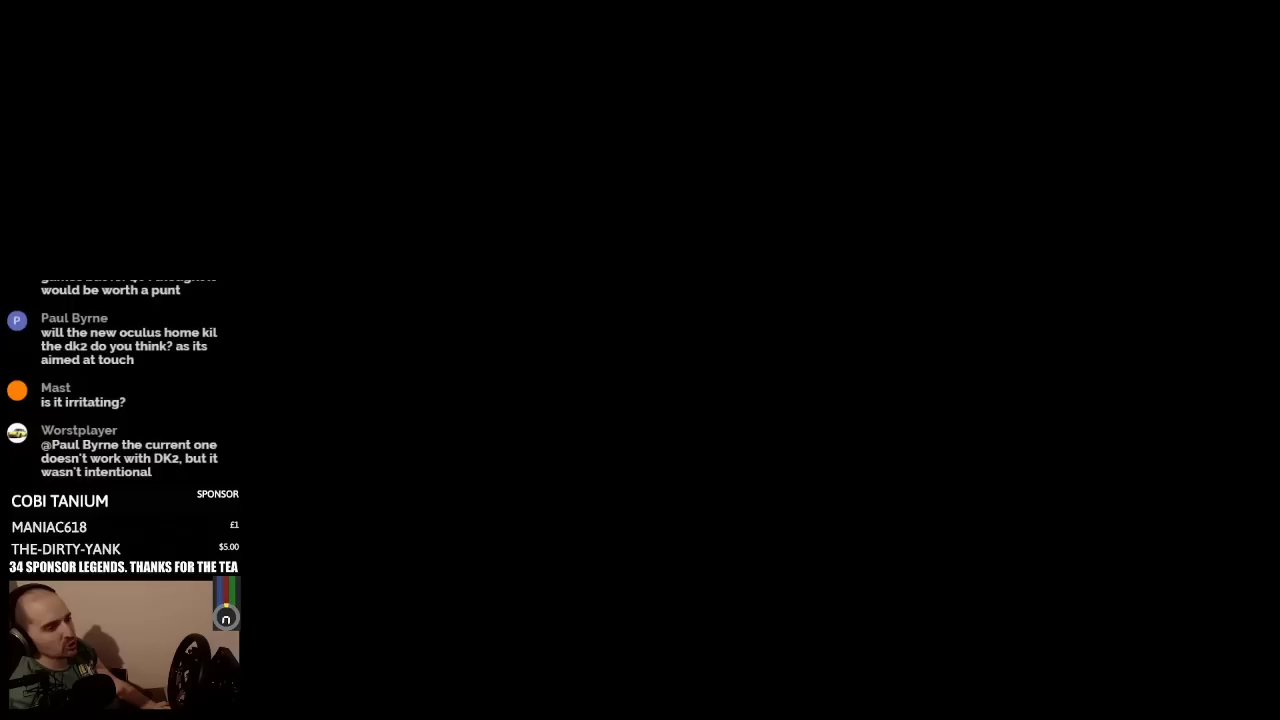 would be worth a punt
P
Paul Byrne
will the new oculus home kil
the dk2 do you think? as its
aimed at touch
Mast
is it irritating?
Worstplayer
@Paul Byrne the current one
doesn't work with DK2, but it
wasn't intentional
COBI TANIUM SPONSOR
MANIAC618 £1
THE-DIRTY-YANK $5.00
34 SPONSOR LEGENDS. THANKS FOR THE TEA
n